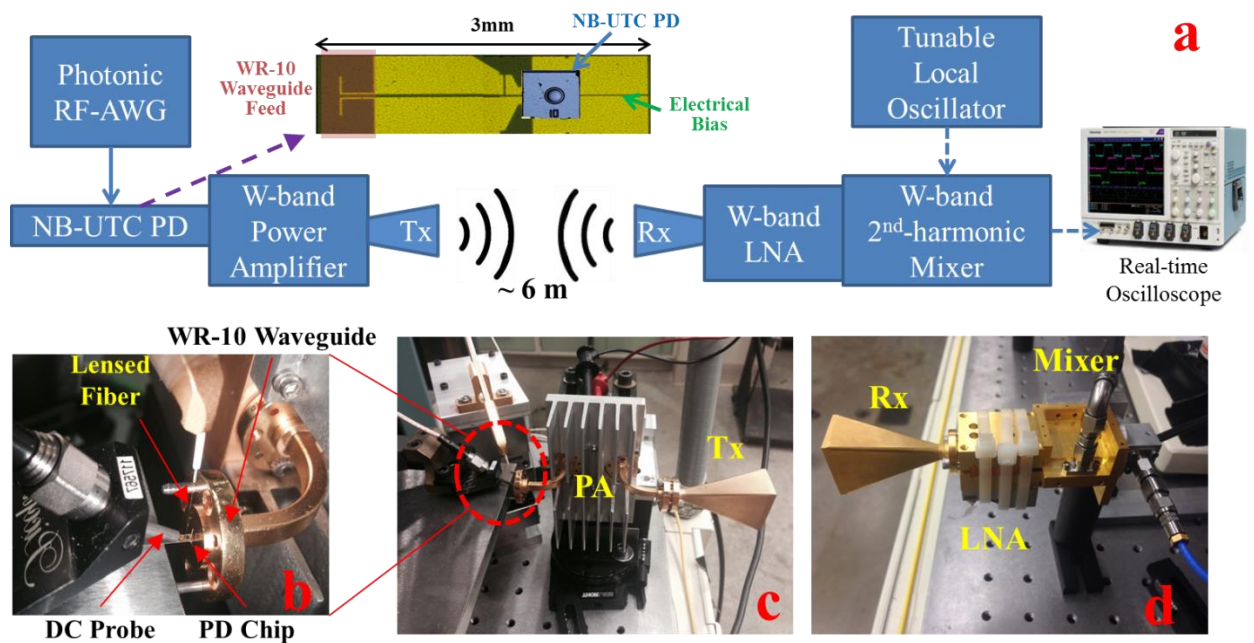 a
3mm
NB-UTC PD
WR-10
Waveguide
Feed
Electrical
Bias
Photonic
RF-AWG
NB-UTC PD
W-band
Power
Amplifier
Tx
~ 6 m
Rx
W-band
LNA
Tunable
Local
Oscillator
W-band
2nd-harmonic
Mixer
Real-time
Oscilloscope
WR-10 Waveguide
Lensed
Fiber
117567
b
DC Probe
PD Chip
PA
Tx
c
Rx
Mixer
LNA
d